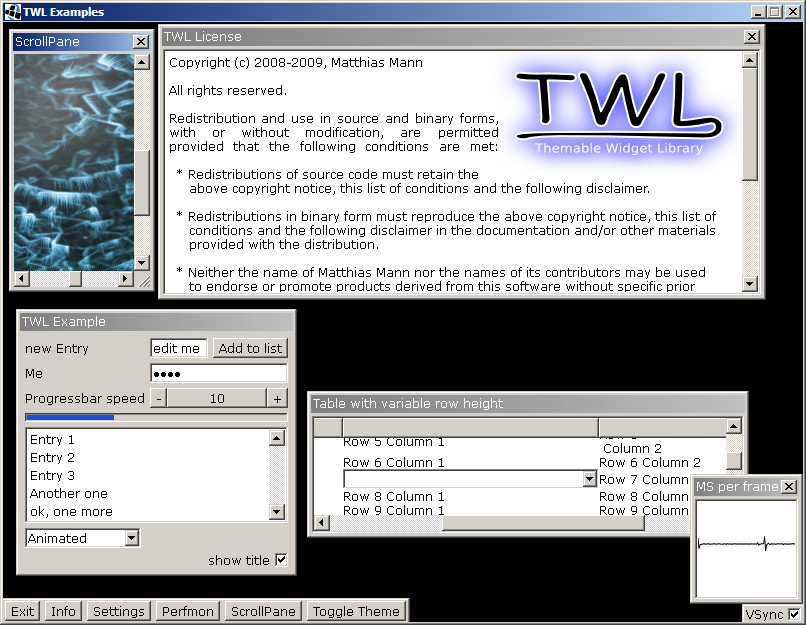 TWL Examples
ScrollPane
TWL License
Copyright (c) 2008-2009, Matthias Mann
All rights reserved.
Redistribution and use in source and binary forms,
with or without modification, are permitted
provided that the following conditions are met:
TWL
Themable Widget Library
* Redistributions of source code must retain the
above copyright notice, this list of conditions and the following disclaimer.
* Redistributions in binary form must reproduce the above copyright notice, this list of
conditions and the following disclaimer in the documentation and/or other materials
provided with the distribution.
* Neither the name of Matthias Mann nor the names of its contributors may be used
to endorse or promote products derived from this software without specific prior
TWL Example
new Entry edit me Add to list
Me ●●●●
Progressbar speed - 10 +
Entry 1
Entry 2
Entry 3
Another one
ok, one more
Animated
show title
Table with variable row height
Row 5 Column 1
Column 2
Row 6 Column 1 Row 6 Column 2
Row 7 Column
Row 8 Column 1 Row 8 Column
Row 9 Column 1 Row 9 Column
MS per frame
Exit Info Settings Perfmon ScrollPane Toggle Theme
VSync